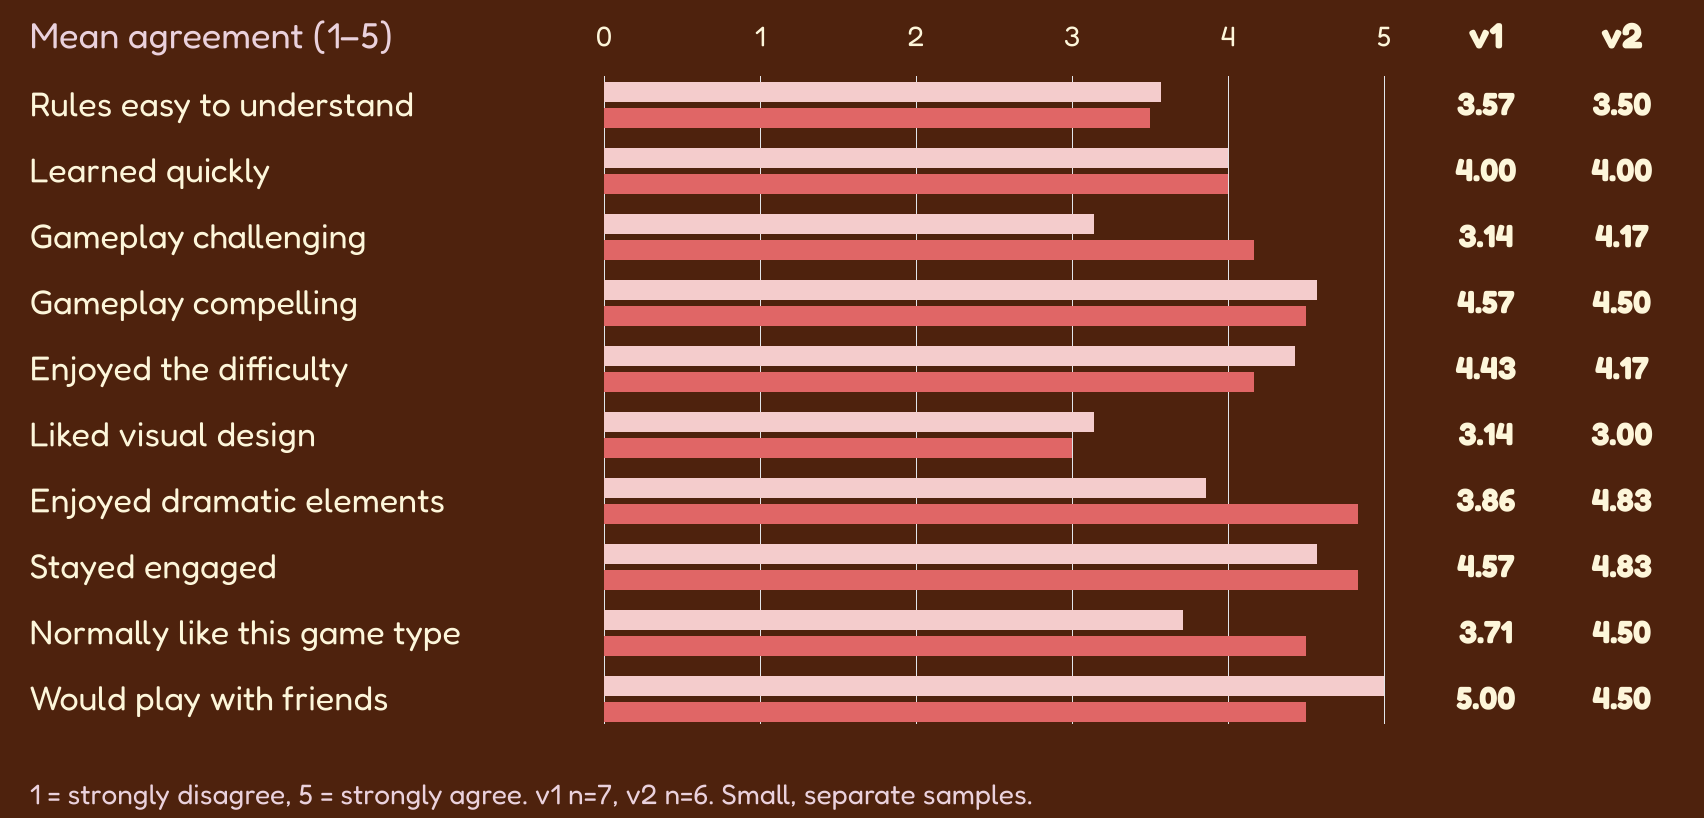 Mean agreement (1–5) 0 1 2 3 4 5 v1 v2
Rules easy to understand 3.57 3.50
Learned quickly 4.00 4.00
Gameplay challenging 3.14 4.17
Gameplay compelling 4.57 4.50
Enjoyed the difficulty 4.43 4.17
Liked visual design 3.14 3.00
Enjoyed dramatic elements 3.86 4.83
Stayed engaged 4.57 4.83
Normally like this game type 3.71 4.50
Would play with friends 5.00 4.50
1 = strongly disagree, 5 = strongly agree. v1 n=7, v2 n=6. Small, separate samples.